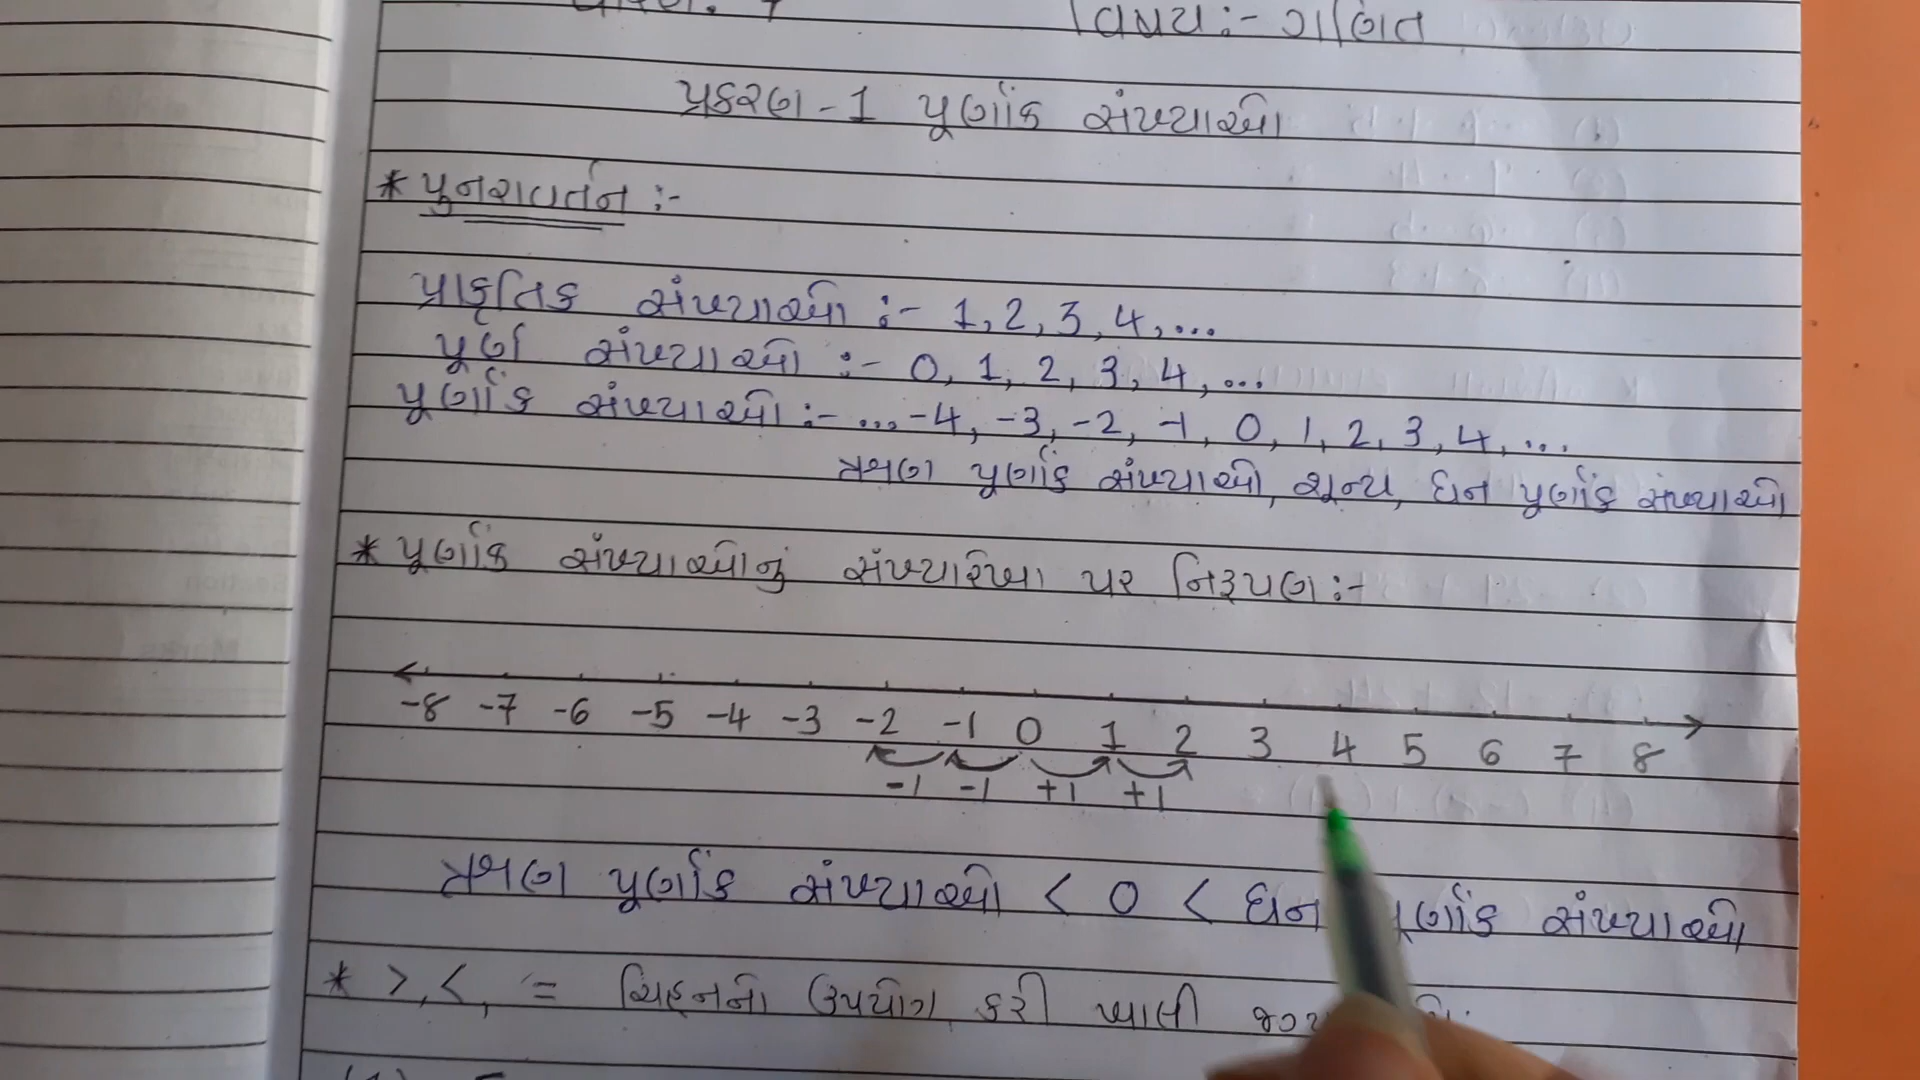 વિષય:- ગણિત
પ્રકરણ-1 પૂર્ણાંક સંખ્યાઓ
* પુનરાવર્તન :-
પ્રાકૃતિક સંખ્યાઓ :- 1, 2, 3, 4, ...
પૂર્ણ સંખ્યાઓ :- 0, 1, 2, 3, 4, ...
પૂર્ણાંક સંખ્યાઓ :- ... -4, -3, -2, -1, 0, 1, 2, 3, 4, ...
ઋણ પૂર્ણાંક સંખ્યાઓ, શૂન્ય, ધન પૂર્ણાંક સંખ્યાઓ
* પૂર્ણાંક સંખ્યાઓનું સંખ્યારેખા પર નિરૂપણ :-
-8 -7 -6 -5 -4 -3 -2 -1 0 1 2 3 4 5 6 7 8
-1 -1 +1 +1
ઋણ પૂર્ણાંક સંખ્યાઓ < 0 < ધન પૂર્ણાંક સંખ્યાઓ
* >, <, = ચિહ્નનો ઉપયોગ કરી ખાલી